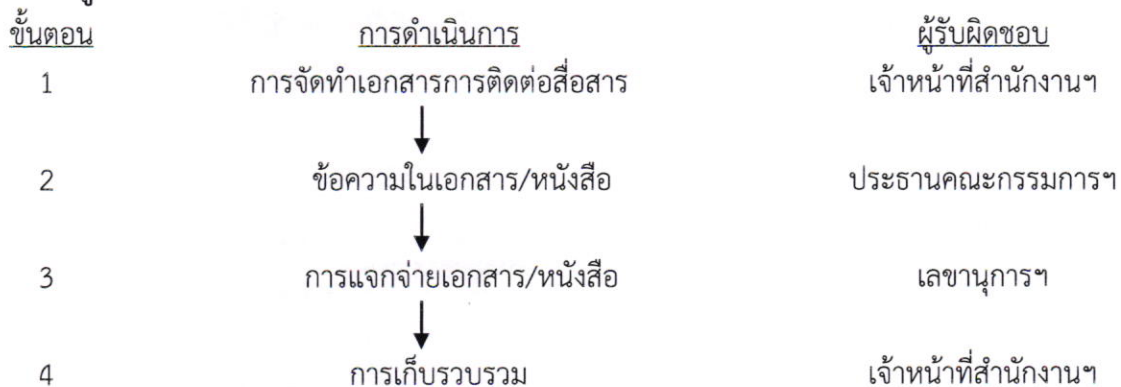 ขั้นตอน การดำเนินการ ผู้รับผิดชอบ
1 การจัดทำเอกสารการติดต่อสื่อสาร เจ้าหน้าที่สำนักงานฯ
2 ข้อความในเอกสาร/หนังสือ ประธานคณะกรรมการฯ
3 การแจกจ่ายเอกสาร/หนังสือ เลขานุการฯ
4 การเก็บรวบรวม เจ้าหน้าที่สำนักงานฯ